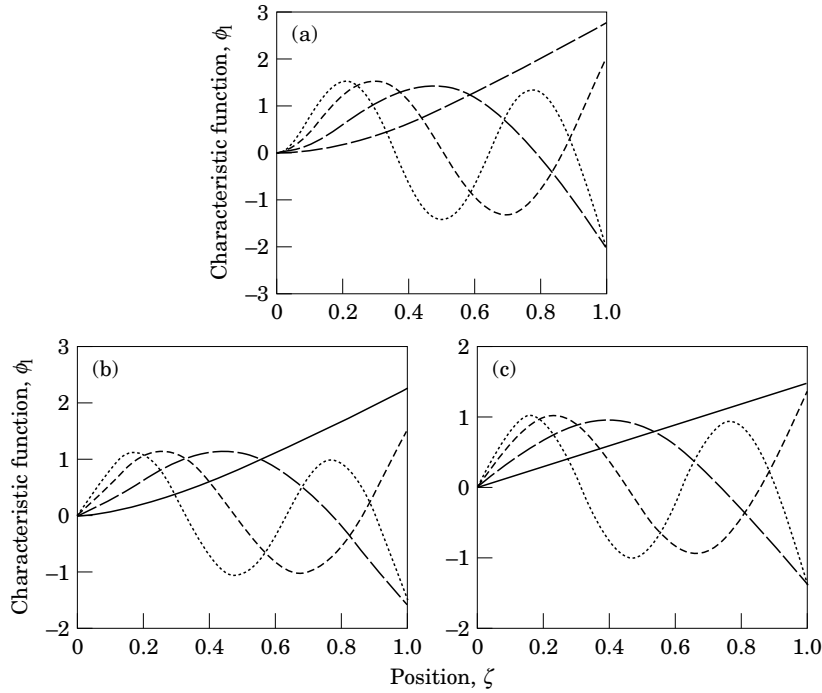 (a)
3
2
1
0
–1
–2
–3
Characteristic function, ϕ₁
0 0.2 0.4 0.6 0.8 1.0
(b)
3
2
1
0
–1
–2
Characteristic function, ϕ₁
0 0.2 0.4 0.6 0.8 1.0
(c)
2
1
0
–1
–2
0 0.2 0.4 0.6 0.8 1.0
Position, ζ